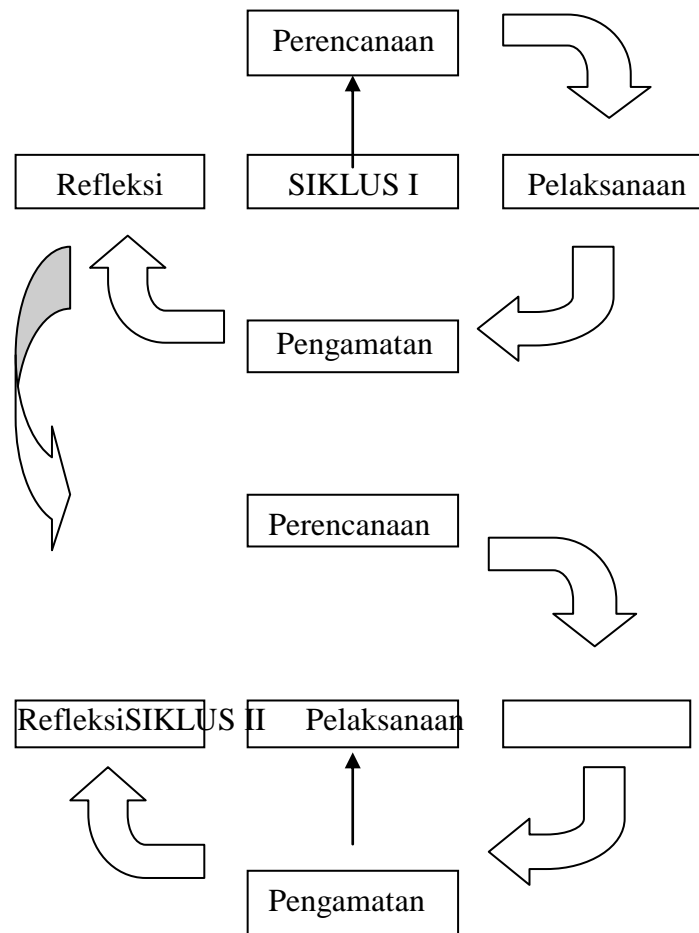 Perencanaan
Refleksi SIKLUS I Pelaksanaan
Pengamatan
Perencanaan
RefleksiSIKLUS II Pelaksanaan
Pengamatan